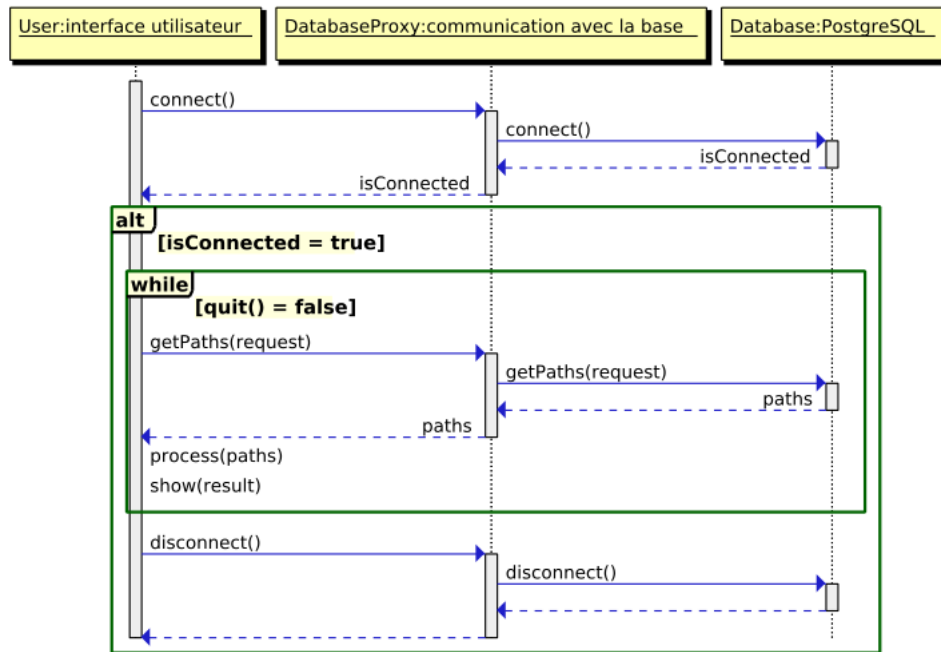 User:interface utilisateur
DatabaseProxy:communication avec la base
Database:PostgreSQL
connect()
connect()
isConnected
isConnected
alt
[isConnected = true]
while
[quit() = false]
getPaths(request)
getPaths(request)
paths
paths
process(paths)
show(result)
disconnect()
disconnect()